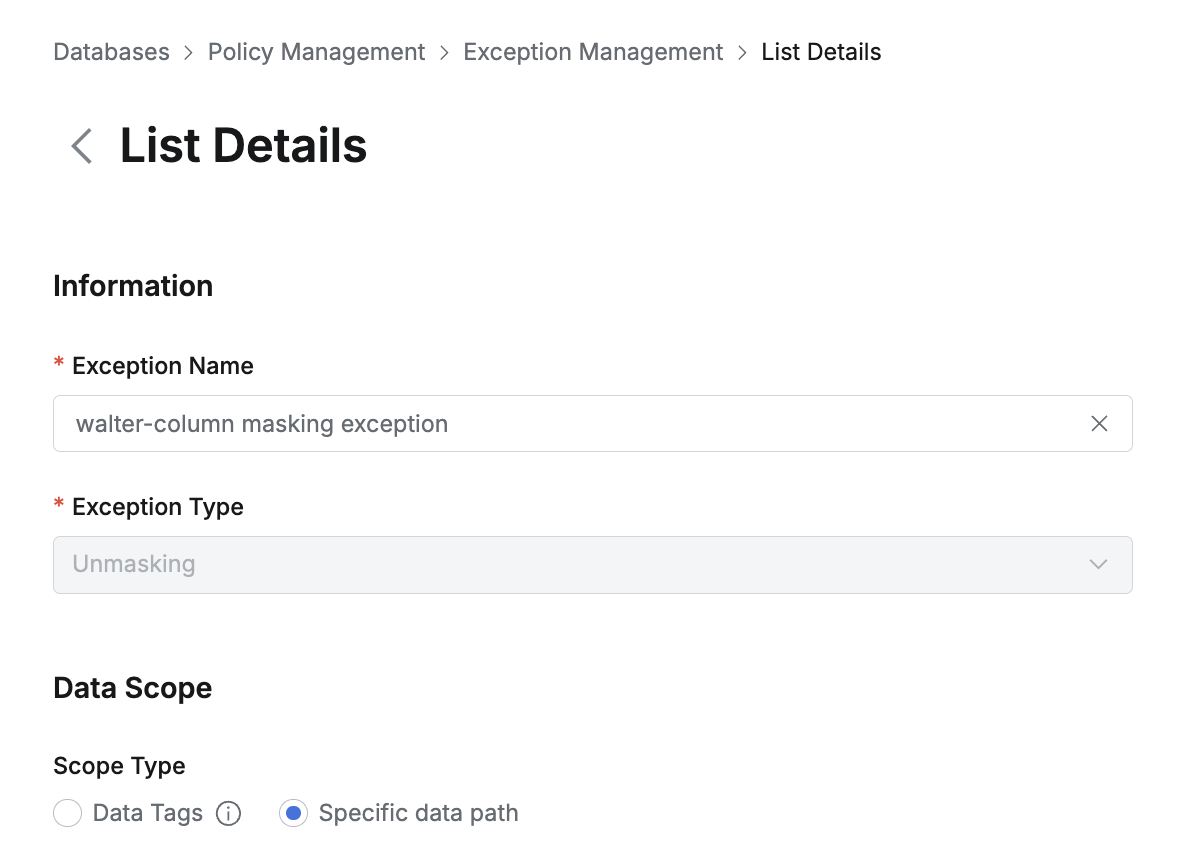 Databases > Policy Management > Exception Management > List Details
List Details
Information
* Exception Name
walter-column masking exception
* Exception Type
Unmasking
Data Scope
Scope Type
Data Tags Specific data path